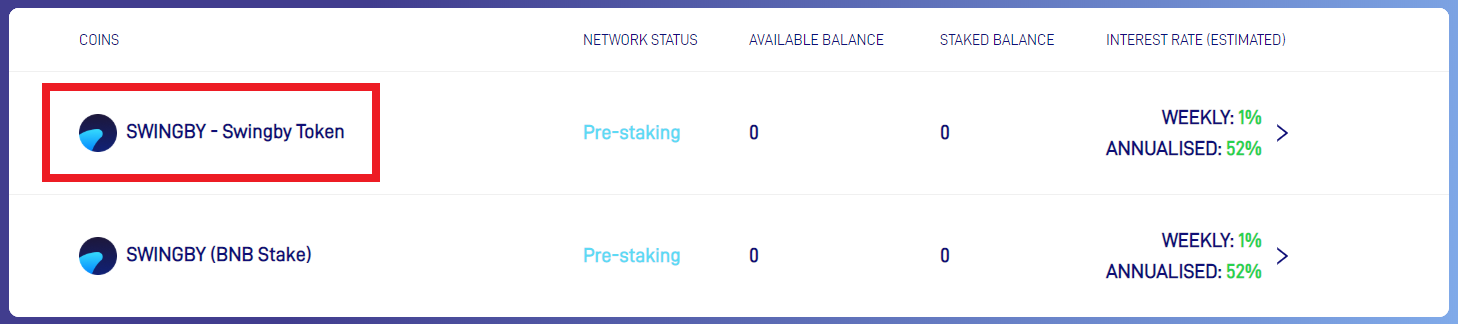 COINS NETWORK STATUS AVAILABLE BALANCE STAKED BALANCE INTEREST RATE (ESTIMATED)
SWINGBY - Swingby Token Pre-staking 0 0 WEEKLY: 1%
ANNUALISED: 52%
SWINGBY (BNB Stake) Pre-staking 0 0 WEEKLY: 1%
ANNUALISED: 52%